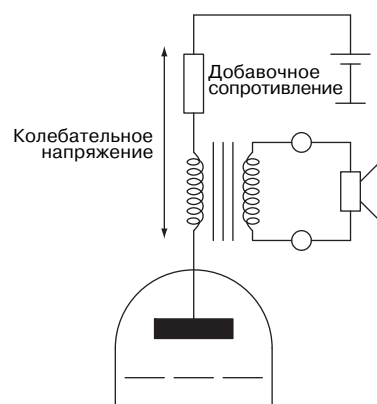 Добавочное
сопротивление
Колебательное
напряжение